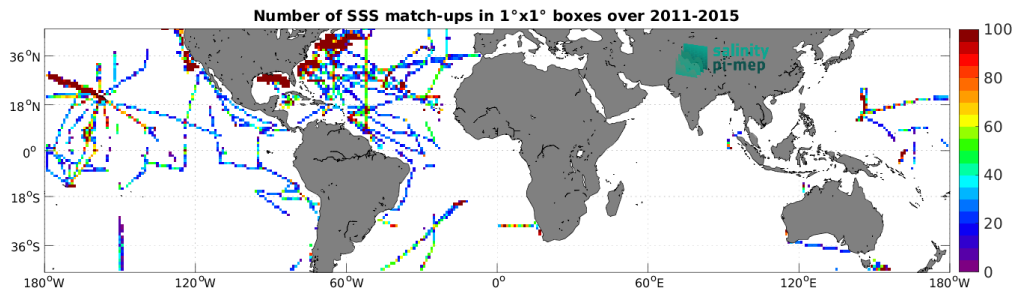 Number of SSS match-ups in 1°x1° boxes over 2011-2015
salinity
pi-mep
36°N
18°N
0°
18°S
36°S
180°W 120°W 60°W 0° 60°E 120°E 180°W
100
80
60
40
20
0